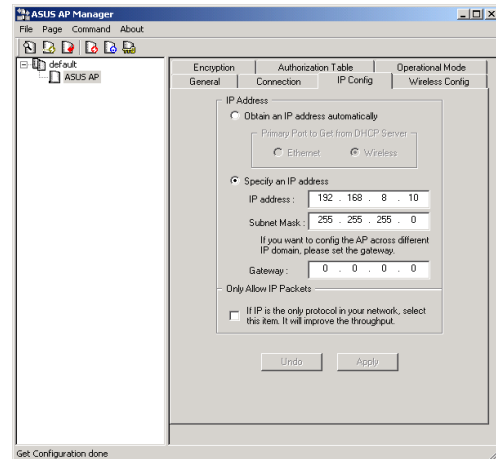 ASUS AP Manager
File Page Command About
default
ASUS AP
Encryption Authorization Table Operational Mode
General Connection IP Config Wireless Config
IP Address
Obtain an IP address automatically
Primary Port to Get from DHCP Server
Ethernet Wireless
Specify an IP address
IP address : 192 . 168 . 8 . 10
Subnet Mask : 255 . 255 . 255 . 0
If you want to config the AP across different
IP domain, please set the gateway.
Gateway : 0 . 0 . 0 . 0
Only Allow IP Packets
If IP is the only protocol in your network, select
this item. It will improve the throughput.
Undo Apply
Get Configuration done